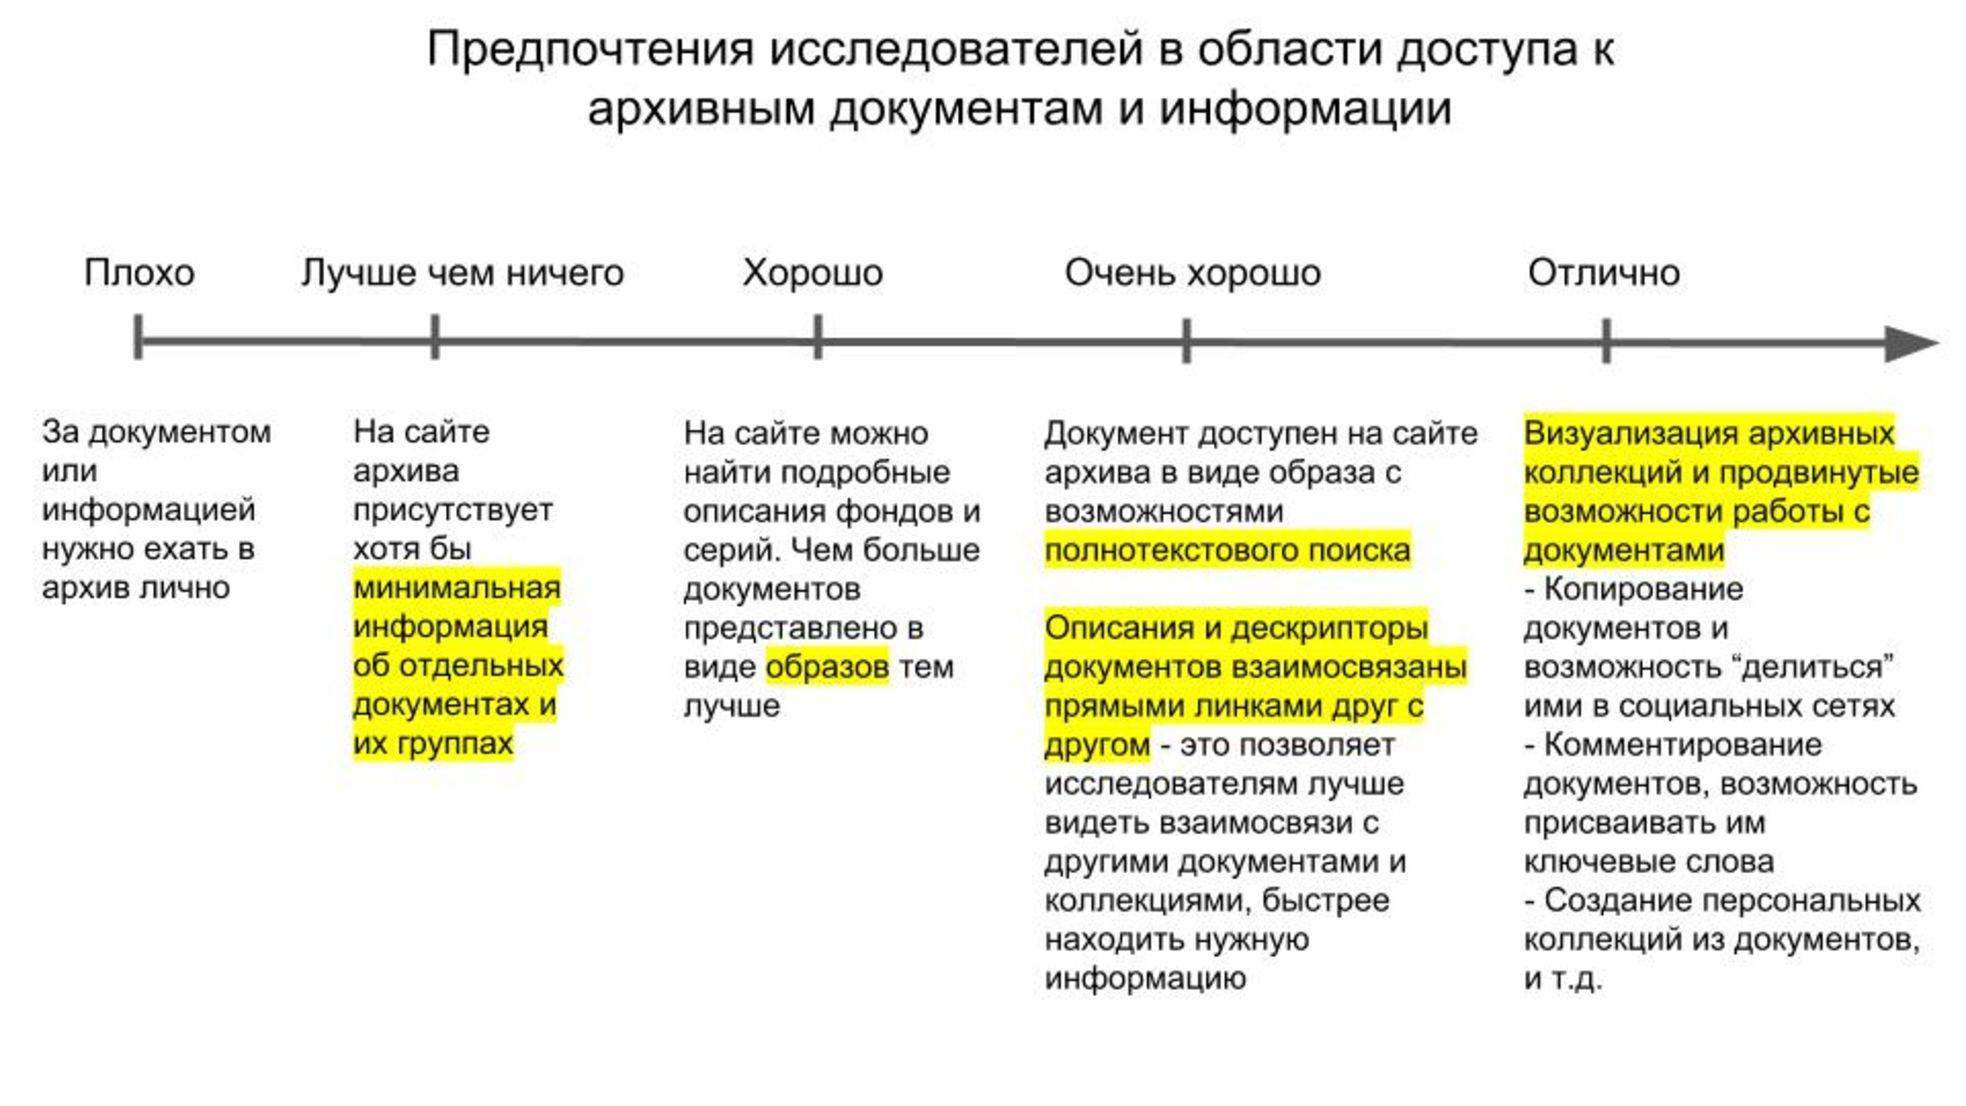 Предпочтения исследователей в области доступа к
архивным документам и информации
Плохо
Лучше чем ничего
Хорошо
Очень хорошо
Отлично
За документом
или
информацией
нужно ехать в
архив лично
На сайте
архива
присутствует
хотя бы
минимальная
информация
об отдельных
документах и
их группах
На сайте можно
найти подробные
описания фондов и
серий. Чем больше
документов
представлено в
виде образов тем
лучше
Документ доступен на сайте
архива в виде образа с
возможностями
полнотекстового поиска
Описания и дескрипторы
документов взаимосвязаны
прямыми линками друг с
другом - это позволяет
исследователям лучше
видеть взаимосвязи с
другими документами и
коллекциями, быстрее
находить нужную
информацию
Визуализация архивных
коллекций и продвинутые
возможности работы с
документами
- Копирование
документов и
возможность “делиться”
ими в социальных сетях
- Комментирование
документов, возможность
присваивать им
ключевые слова
- Создание персональных
коллекций из документов,
и т.д.